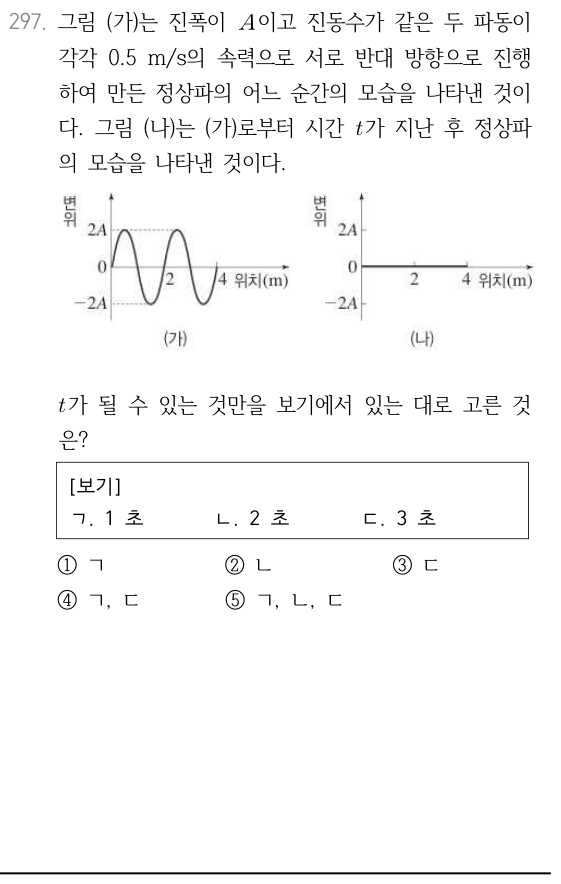 297. 그림 (가)는 진폭이 A이고 진동수가 같은 두 파동이
각각 0.5 m/s의 속력으로 서로 반대 방향으로 진행
하여 만든 정상파의 어느 순간의 모습을 나타낸 것이
다. 그림 (나)는 (가)로부터 시간 t가 지난 후 정상파
의 모습을 나타낸 것이다.
변위
2A
0
-2A
2
4 위치(m)
(가)
변위
2A
0
-2A
2
4 위치(m)
(나)
t가 될 수 있는 것만을 보기에서 있는 대로 고른 것
은?
[보기]
ㄱ. 1 초 ㄴ. 2 초 ㄷ. 3 초
① ㄱ ② ㄴ ③ ㄷ
④ ㄱ, ㄷ ⑤ ㄱ, ㄴ, ㄷ